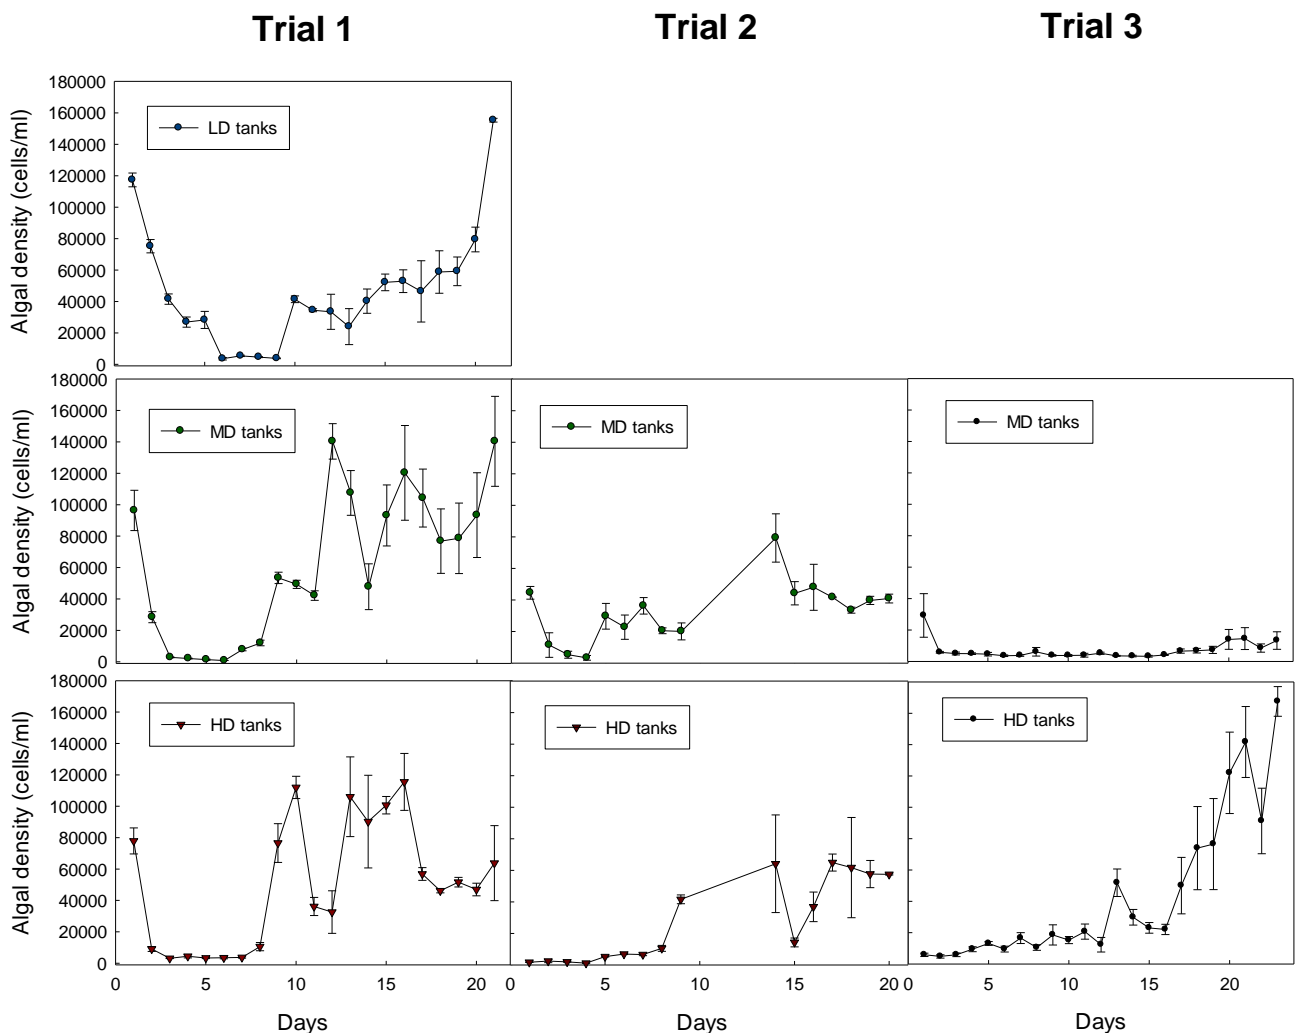 Trial 1 Trial 2 Trial 3
180000
160000
140000
120000
100000
80000
60000
40000
20000
0
Algal density (cells/ml)
LD tanks
5 10 15 20
180000
160000
140000
120000
100000
80000
60000
40000
20000
0
Algal density (cells/ml)
MD tanks
MD tanks
MD tanks
180000
160000
140000
120000
100000
80000
60000
40000
20000
0
Algal density (cells/ml)
HD tanks
HD tanks
HD tanks
0 5 10 15 20 0 5 10 15 20 0 5 10 15 20
Days Days Days